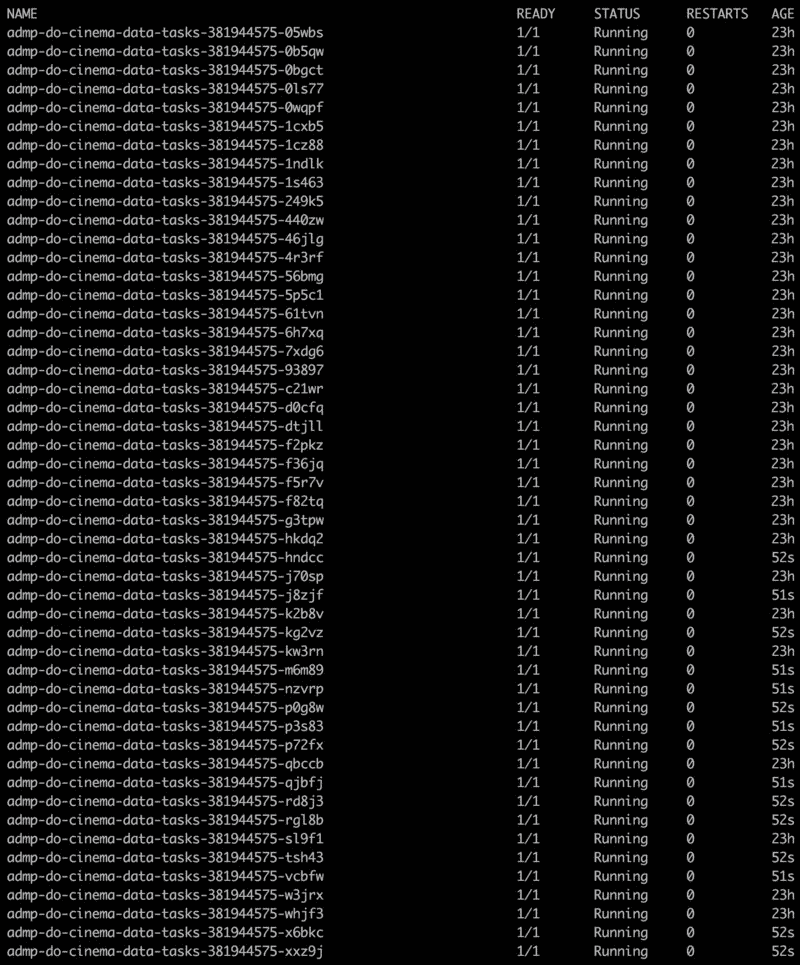 NAME READY STATUS RESTARTS AGE
admp-do-cinema-data-tasks-381944575-05wbs 1/1 Running 0 23h
admp-do-cinema-data-tasks-381944575-0b5qw 1/1 Running 0 23h
admp-do-cinema-data-tasks-381944575-0bgct 1/1 Running 0 23h
admp-do-cinema-data-tasks-381944575-0ls77 1/1 Running 0 23h
admp-do-cinema-data-tasks-381944575-0wqpf 1/1 Running 0 23h
admp-do-cinema-data-tasks-381944575-1cxb5 1/1 Running 0 23h
admp-do-cinema-data-tasks-381944575-1cz88 1/1 Running 0 23h
admp-do-cinema-data-tasks-381944575-1ndlk 1/1 Running 0 23h
admp-do-cinema-data-tasks-381944575-1s463 1/1 Running 0 23h
admp-do-cinema-data-tasks-381944575-249k5 1/1 Running 0 23h
admp-do-cinema-data-tasks-381944575-440zw 1/1 Running 0 23h
admp-do-cinema-data-tasks-381944575-46jlg 1/1 Running 0 23h
admp-do-cinema-data-tasks-381944575-4r3rf 1/1 Running 0 23h
admp-do-cinema-data-tasks-381944575-56bmg 1/1 Running 0 23h
admp-do-cinema-data-tasks-381944575-5p5c1 1/1 Running 0 23h
admp-do-cinema-data-tasks-381944575-61tvn 1/1 Running 0 23h
admp-do-cinema-data-tasks-381944575-6h7xq 1/1 Running 0 23h
admp-do-cinema-data-tasks-381944575-7xdg6 1/1 Running 0 23h
admp-do-cinema-data-tasks-381944575-93897 1/1 Running 0 23h
admp-do-cinema-data-tasks-381944575-c21wr 1/1 Running 0 23h
admp-do-cinema-data-tasks-381944575-d0cfq 1/1 Running 0 23h
admp-do-cinema-data-tasks-381944575-dtjll 1/1 Running 0 23h
admp-do-cinema-data-tasks-381944575-f2pkz 1/1 Running 0 23h
admp-do-cinema-data-tasks-381944575-f36jq 1/1 Running 0 23h
admp-do-cinema-data-tasks-381944575-f5r7v 1/1 Running 0 23h
admp-do-cinema-data-tasks-381944575-f82tq 1/1 Running 0 23h
admp-do-cinema-data-tasks-381944575-g3tpw 1/1 Running 0 23h
admp-do-cinema-data-tasks-381944575-hkdq2 1/1 Running 0 23h
admp-do-cinema-data-tasks-381944575-hndcc 1/1 Running 0 52s
admp-do-cinema-data-tasks-381944575-j70sp 1/1 Running 0 23h
admp-do-cinema-data-tasks-381944575-j8zjf 1/1 Running 0 51s
admp-do-cinema-data-tasks-381944575-k2b8v 1/1 Running 0 23h
admp-do-cinema-data-tasks-381944575-kg2vz 1/1 Running 0 52s
admp-do-cinema-data-tasks-381944575-kw3rn 1/1 Running 0 23h
admp-do-cinema-data-tasks-381944575-m6m89 1/1 Running 0 51s
admp-do-cinema-data-tasks-381944575-nzvrp 1/1 Running 0 51s
admp-do-cinema-data-tasks-381944575-p0g8w 1/1 Running 0 52s
admp-do-cinema-data-tasks-381944575-p3s83 1/1 Running 0 51s
admp-do-cinema-data-tasks-381944575-p72fx 1/1 Running 0 52s
admp-do-cinema-data-tasks-381944575-qbccb 1/1 Running 0 23h
admp-do-cinema-data-tasks-381944575-qjbfj 1/1 Running 0 51s
admp-do-cinema-data-tasks-381944575-rd8j3 1/1 Running 0 52s
admp-do-cinema-data-tasks-381944575-rgl8b 1/1 Running 0 52s
admp-do-cinema-data-tasks-381944575-sl9f1 1/1 Running 0 23h
admp-do-cinema-data-tasks-381944575-tsh43 1/1 Running 0 52s
admp-do-cinema-data-tasks-381944575-vcbfw 1/1 Running 0 51s
admp-do-cinema-data-tasks-381944575-w3jrx 1/1 Running 0 23h
admp-do-cinema-data-tasks-381944575-whjf3 1/1 Running 0 23h
admp-do-cinema-data-tasks-381944575-x6bkc 1/1 Running 0 52s
admp-do-cinema-data-tasks-381944575-xxz9j 1/1 Running 0 52s